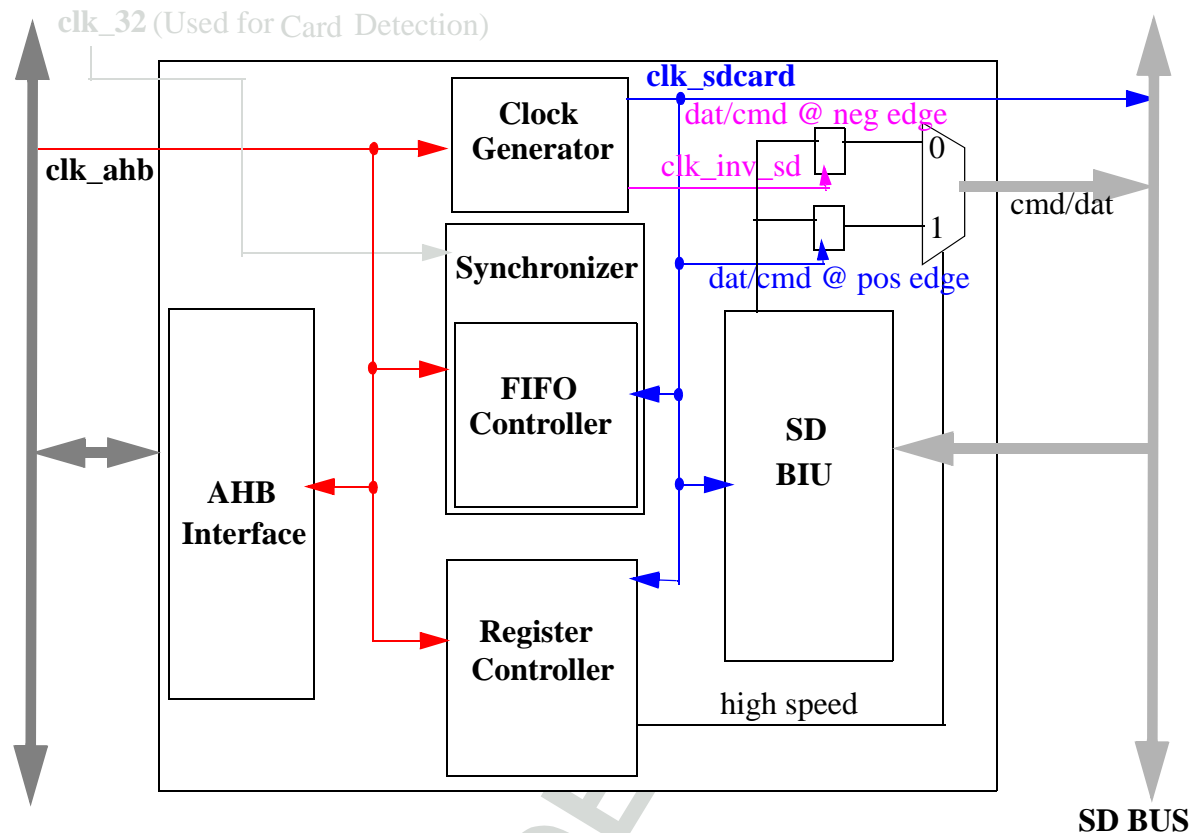 clk_32 (Used for Card Detection)
clk_sdcard
dat/cmd @ neg edge
Clock
Generator
clk_ahb
clk_inv_sd
0
cmd/dat
1
Synchronizer
dat/cmd @ pos edge
FIFO
Controller
SD
BIU
AHB
Interface
Register
Controller
high speed
SD BUS